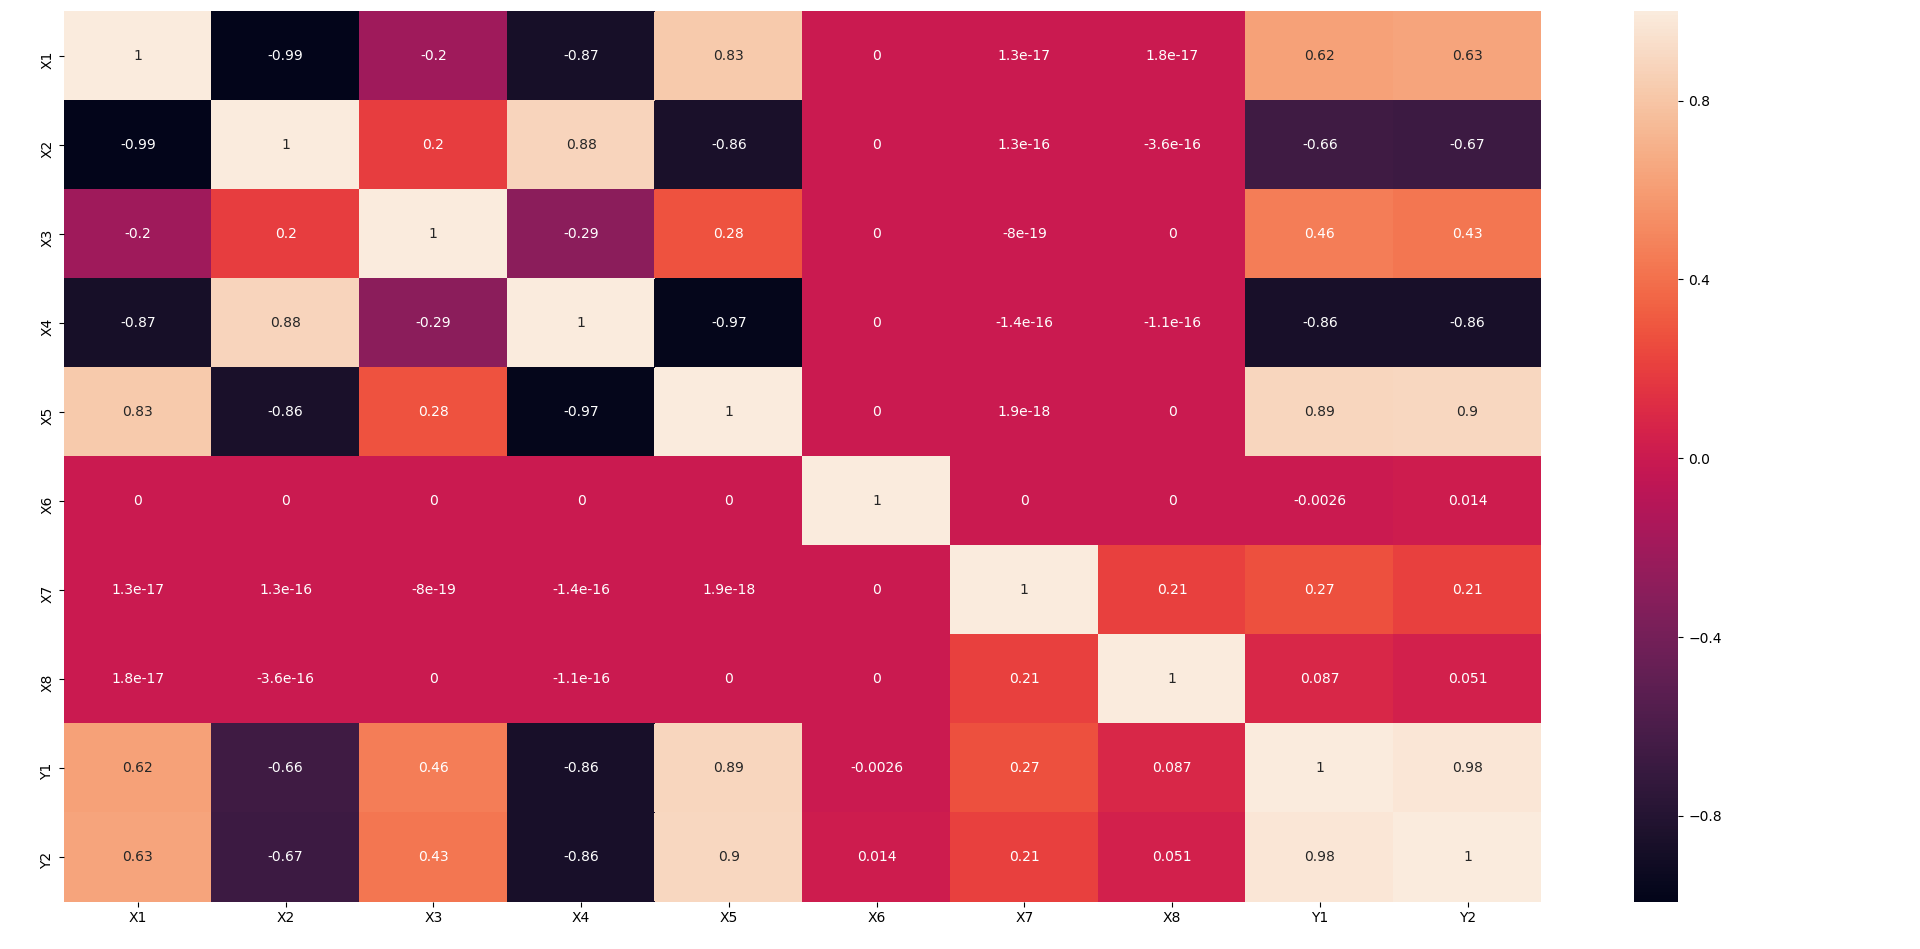 X1 1 -0.99 -0.2 -0.87 0.83 0 1.3e-17 1.8e-17 0.62 0.63
0.8
X2 -0.99 1 0.2 0.88 -0.86 0 1.3e-16 -3.6e-16 -0.66 -0.67
X3 -0.2 0.2 1 -0.29 0.28 0 -8e-19 0 0.46 0.43
0.4
X4 -0.87 0.88 -0.29 1 -0.97 0 -1.4e-16 -1.1e-16 -0.86 -0.86
X5 0.83 -0.86 0.28 -0.97 1 0 1.9e-18 0 0.89 0.9
0.0
X6 0 0 0 0 0 1 0 0 -0.0026 0.014
X7 1.3e-17 1.3e-16 -8e-19 -1.4e-16 1.9e-18 0 1 0.21 0.27 0.21
−0.4
X8 1.8e-17 -3.6e-16 0 -1.1e-16 0 0 0.21 1 0.087 0.051
Y1 0.62 -0.66 0.46 -0.86 0.89 -0.0026 0.27 0.087 1 0.98
−0.8
Y2 0.63 -0.67 0.43 -0.86 0.9 0.014 0.21 0.051 0.98 1
X1 X2 X3 X4 X5 X6 X7 X8 Y1 Y2